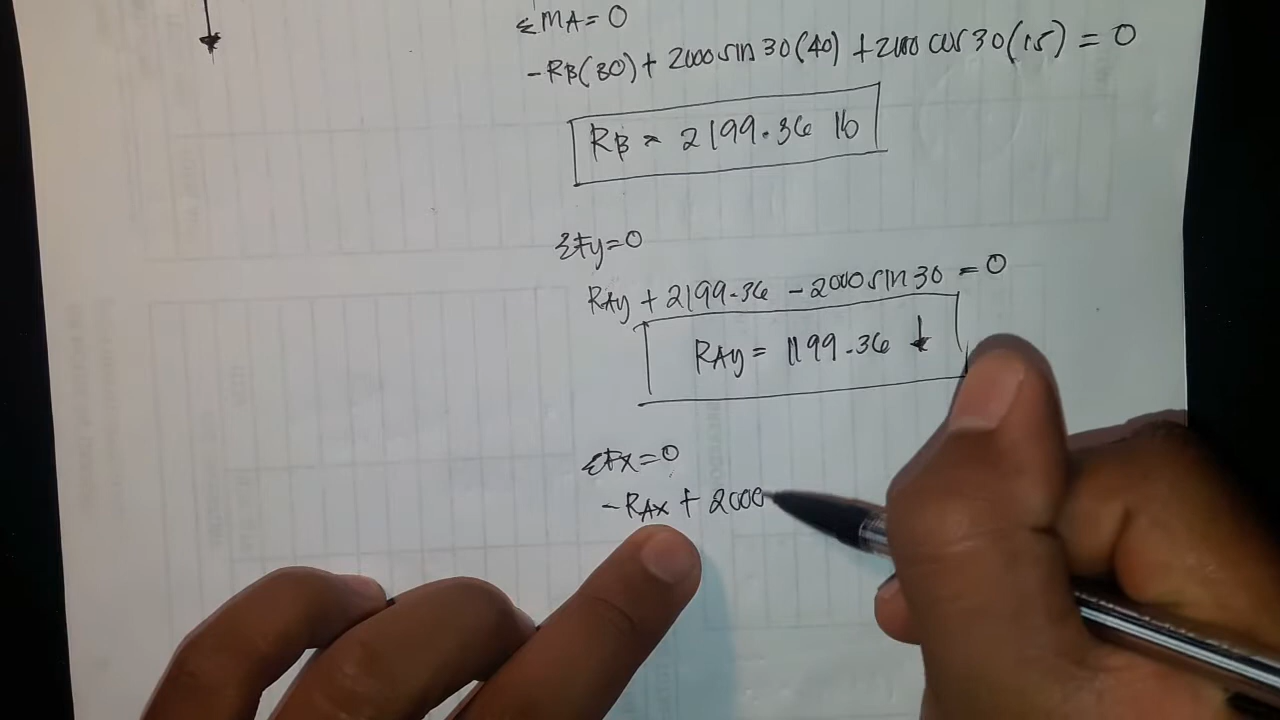 ΣMA = 0
-RB(30) + 2000 sin 30(40) + 2000 cos 30(15) = 0
RB = 2199.36 lb
ΣFy = 0
RAy + 2199.36 - 2000 sin 30 = 0
RAy = 1199.36 ↓
ΣFx = 0
-RAx + 2000